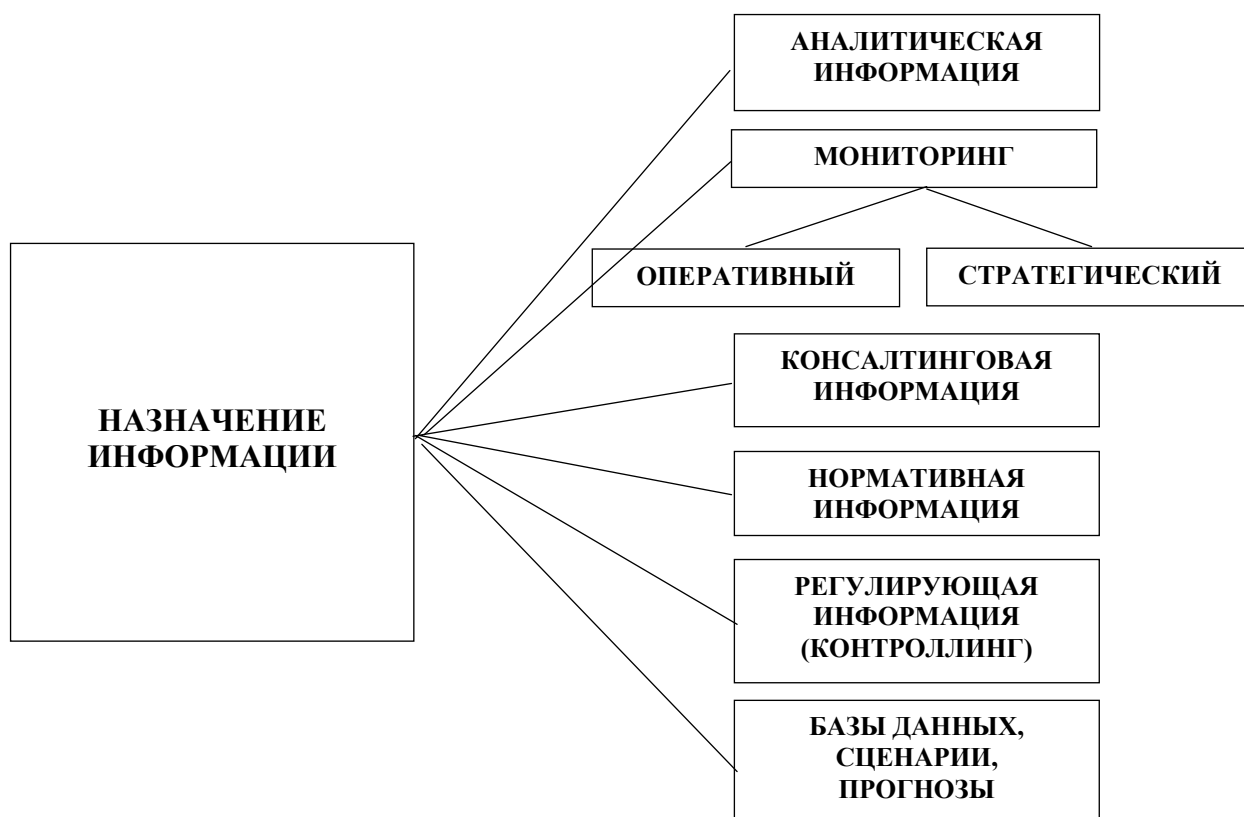 АНАЛИТИЧЕСКАЯ
ИНФОРМАЦИЯ
МОНИТОРИНГ
ОПЕРАТИВНЫЙ
СТРАТЕГИЧЕСКИЙ
НАЗНАЧЕНИЕ
ИНФОРМАЦИИ
КОНСАЛТИНГОВАЯ
ИНФОРМАЦИЯ
НОРМАТИВНАЯ
ИНФОРМАЦИЯ
РЕГУЛИРУЮЩАЯ
ИНФОРМАЦИЯ
(КОНТРОЛЛИНГ)
БАЗЫ ДАННЫХ,
СЦЕНАРИИ,
ПРОГНОЗЫ